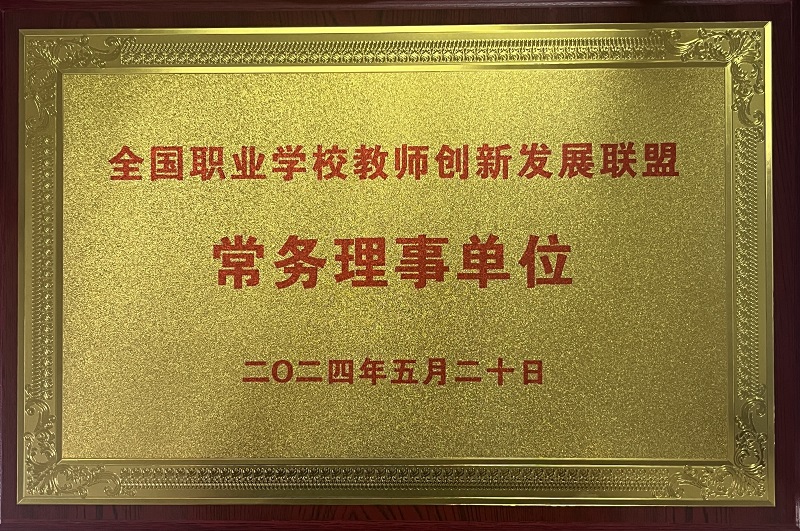 全国职业学校教师创新发展联盟
常务理事单位
二〇二四年五月二十日